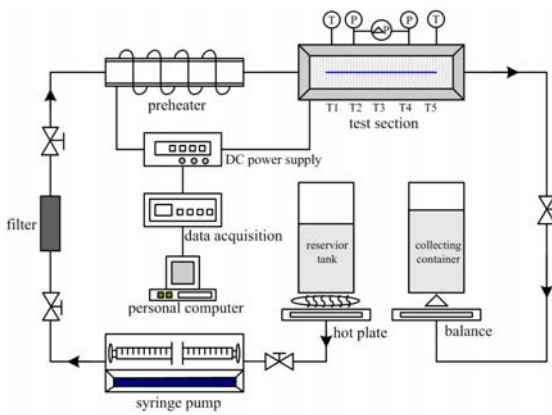 T P P P T
preheater
T1 T2 T3 T4 T5
test section
DC power supply
filter
data acquisition
reservior
tank
collecting
container
personal computer
hot plate
balance
syringe pump